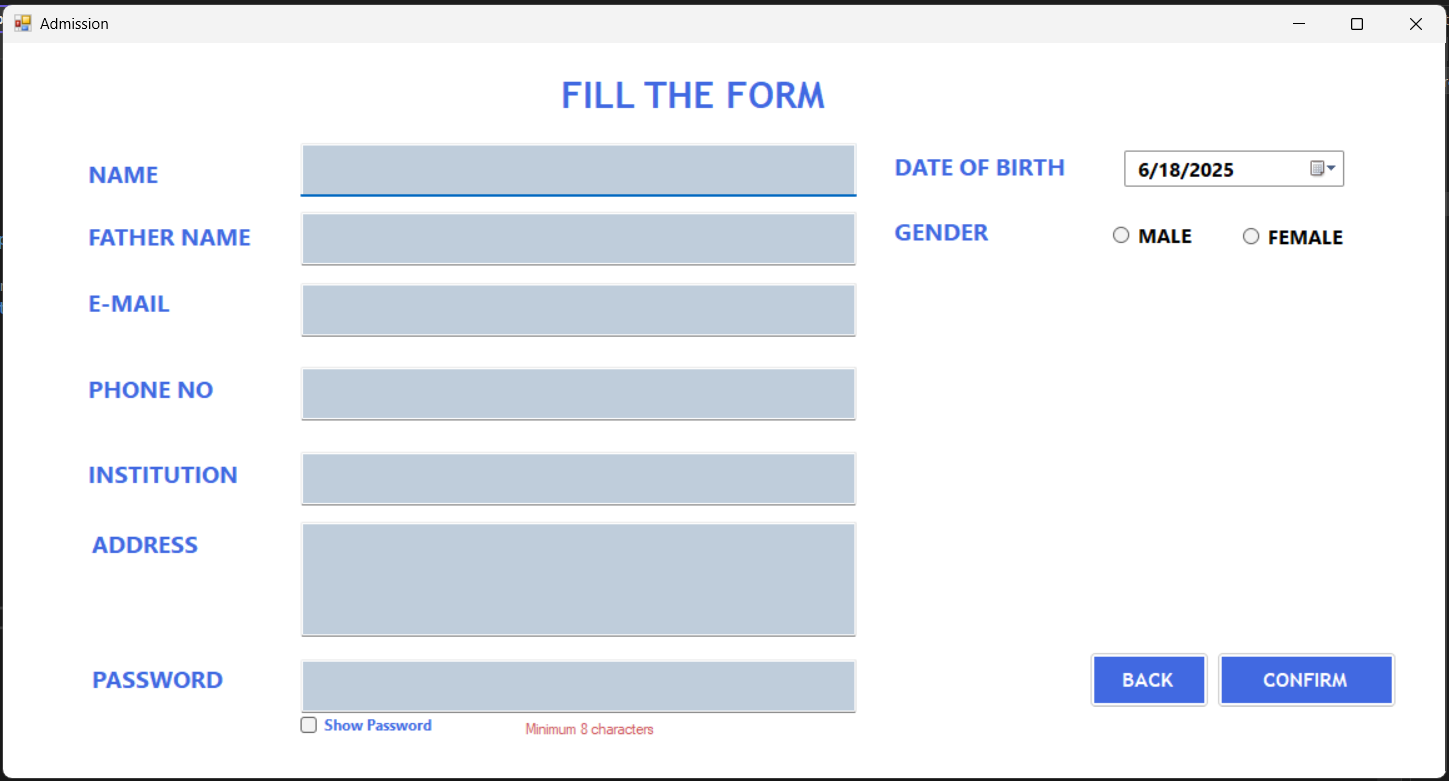 Admission
FILL THE FORM
NAME
DATE OF BIRTH
6/18/2025
FATHER NAME
GENDER
MALE
FEMALE
E-MAIL
PHONE NO
INSTITUTION
ADDRESS
PASSWORD
BACK
CONFIRM
Show Password
Minimum 8 characters